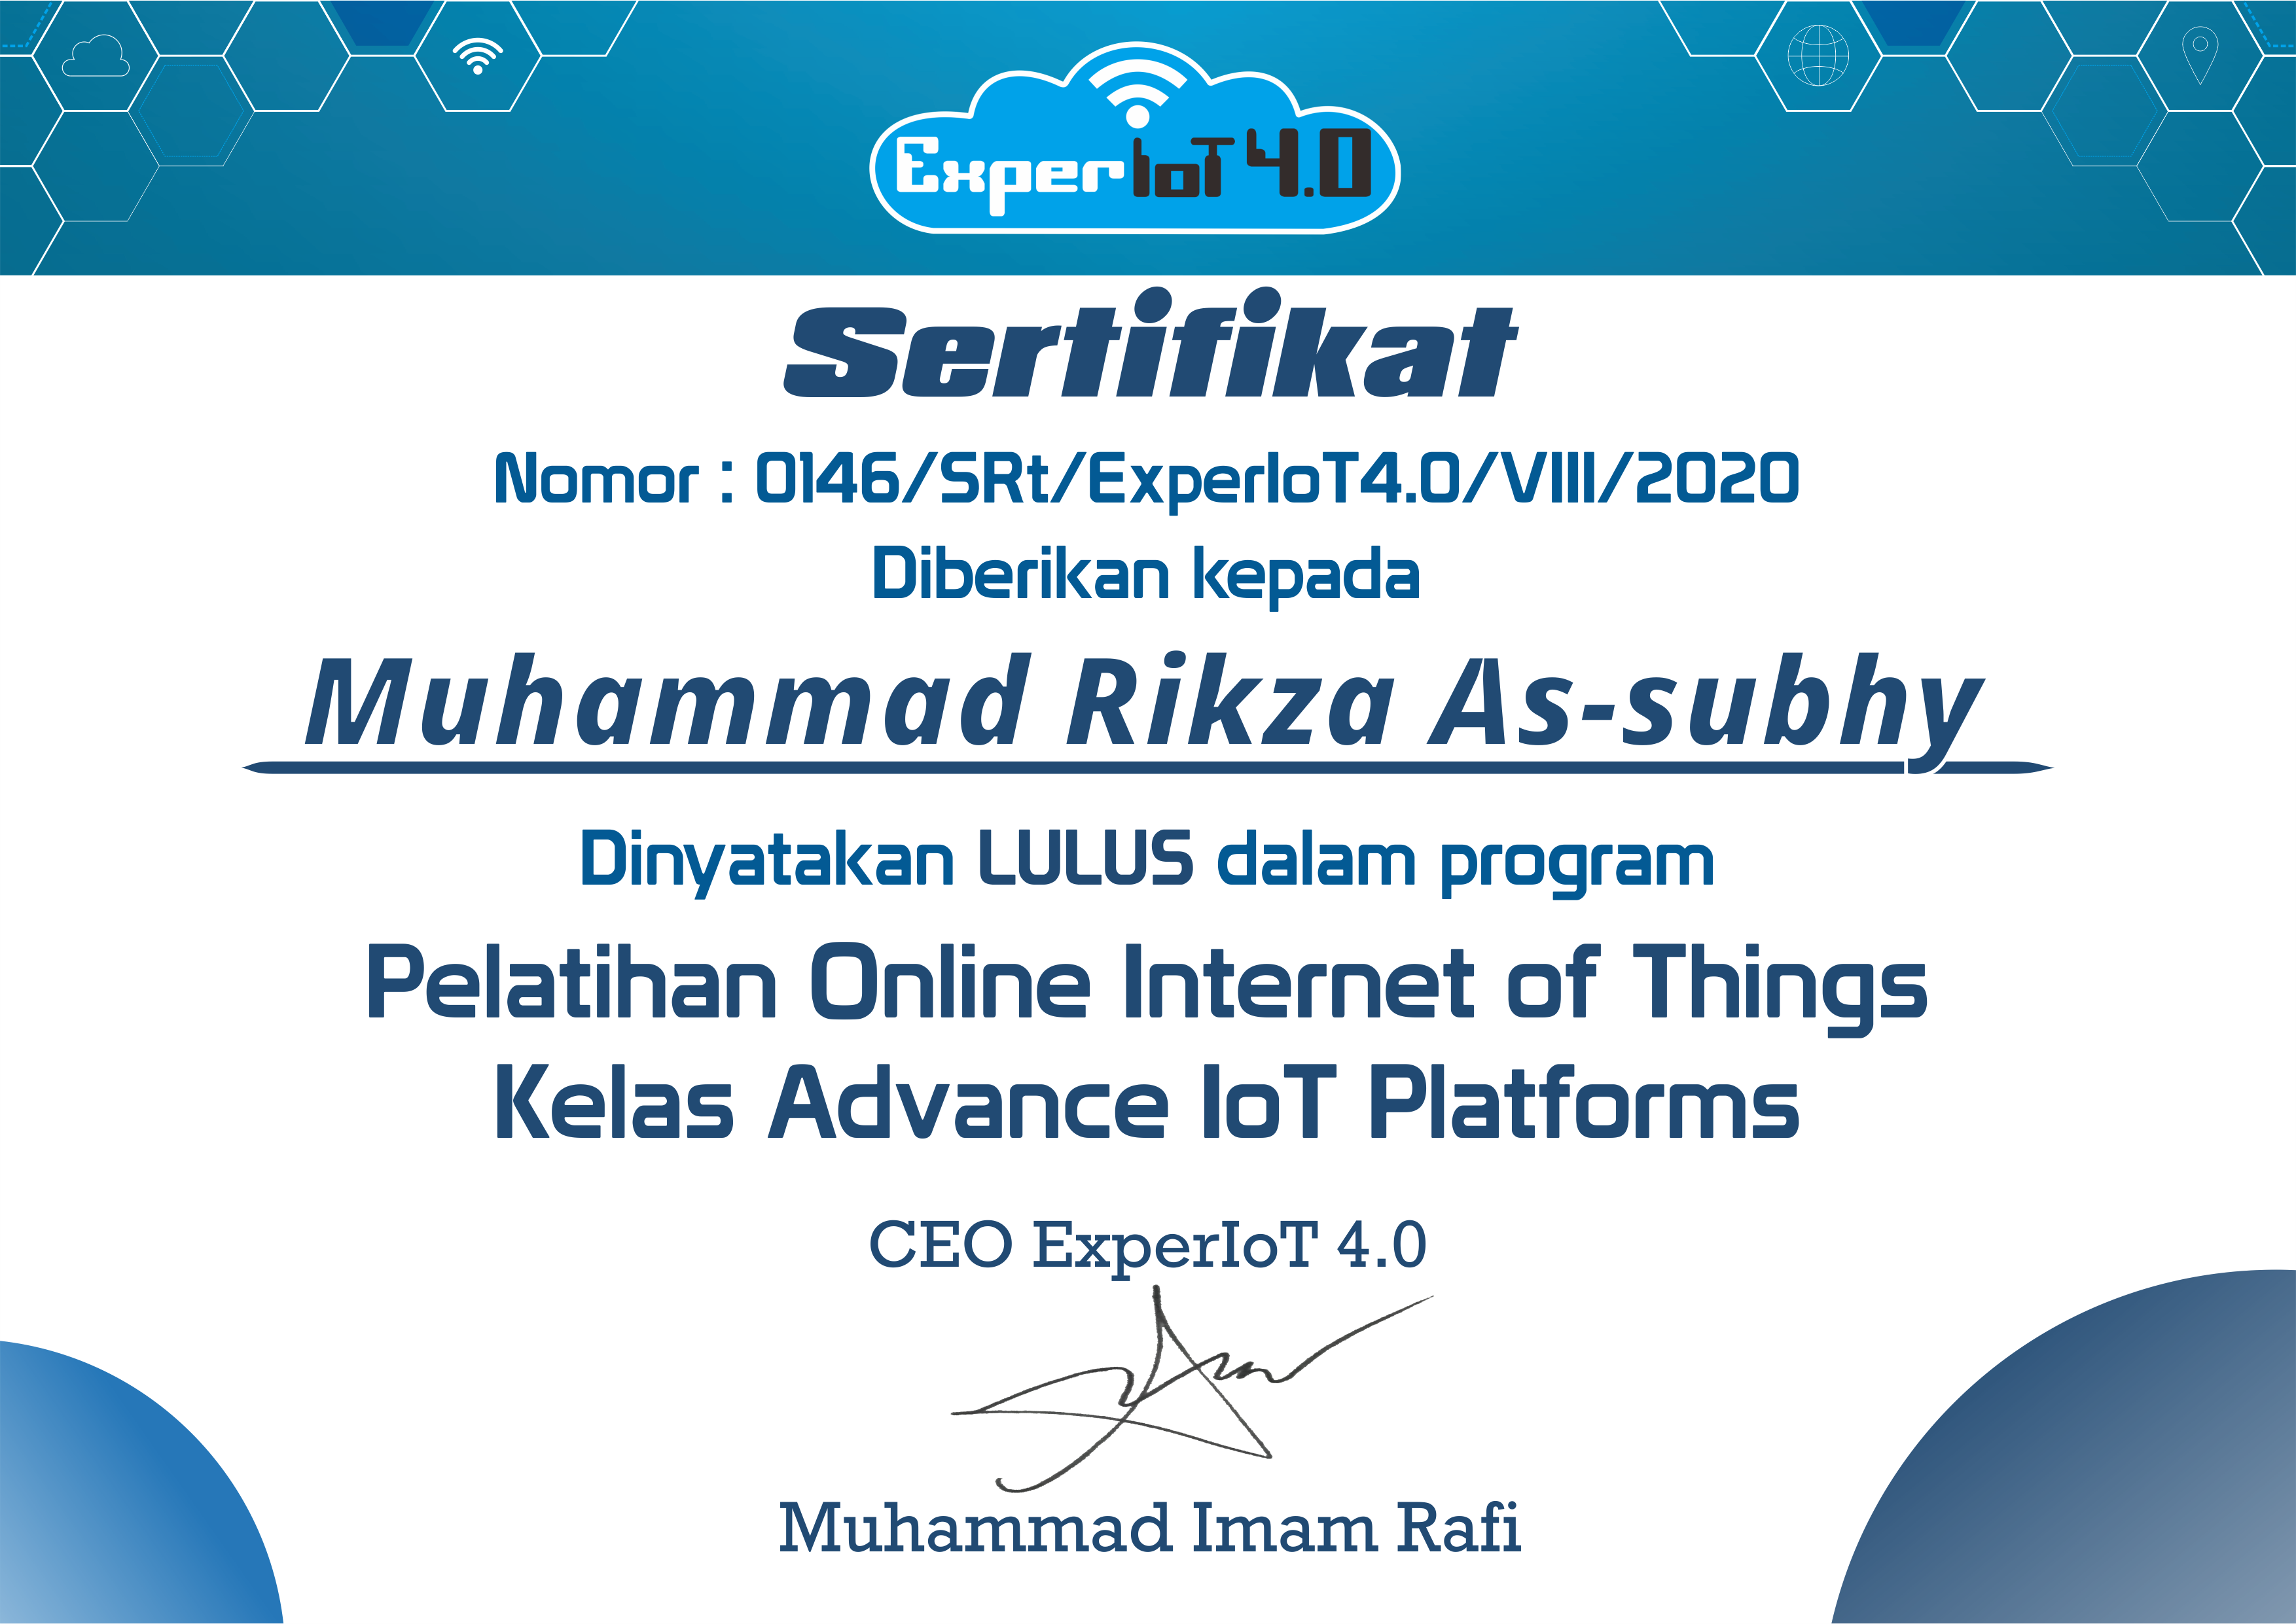 ExperIoT 4.0
Sertifikat
Nomor : 0146/SRt/ExperIoT4.0/VIII/2020
Diberikan kepada
Muhammad Rikza As-subhy
Dinyatakan LULUS dalam program
Pelatihan Online Internet of Things
Kelas Advance IoT Platforms
CEO ExperIoT 4.0
Muhammad Imam Rafi